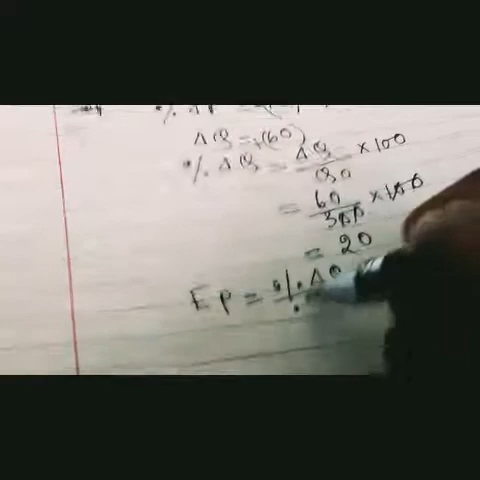 ΔQ = +(60)
% ΔQ = ΔQ/Q0 × 100
= 60/300 × 100
= 20
Ep = % ΔQ